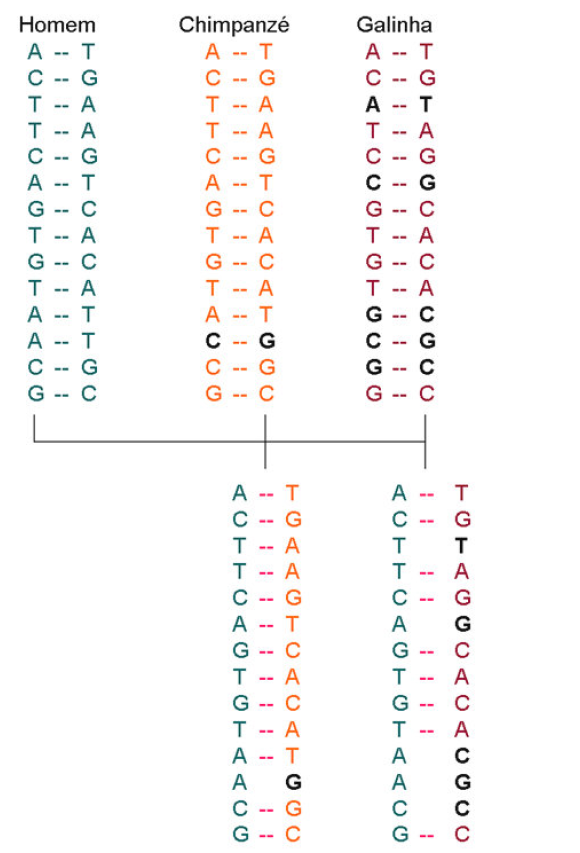 Homem Chimpanzé Galinha
A -- T A -- T A -- T
C -- G C -- G C -- G
T -- A T -- A A -- T
T -- A T -- A T -- A
C -- G C -- G C -- G
A -- T A -- T C -- G
G -- C G -- C G -- C
T -- A T -- A T -- A
G -- C G -- C G -- C
T -- A T -- A T -- A
A -- T A -- T G -- C
A -- T C -- G C -- G
C -- G C -- G G -- C
G -- C G -- C G -- C
A -- T A -- T
C -- G C -- G
T -- A T T
T -- A T -- A
C -- G C -- G
A -- T A G
G -- C G -- C
T -- A T -- A
G -- C G -- C
T -- A T -- A
A -- T A C
A G A G
C -- G C C
G -- C G -- C